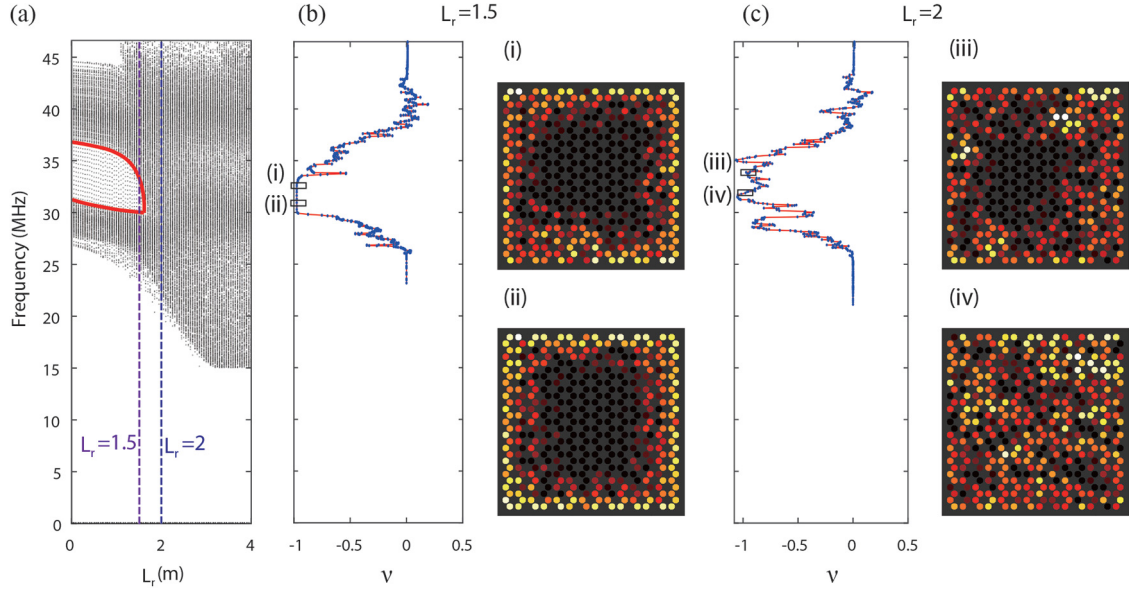 (a)
(b)
L_r=1.5
(c)
L_r=2
Frequency (MHz)
45
40
35
30
25
20
15
10
5
0
L_r=1.5
L_r=2
0
1
2
3
4
L_r(m)
(i)
(ii)
-1
-0.5
0
0.5
ν
(i)
(ii)
(iii)
(iv)
-1
-0.5
0
0.5
ν
(iii)
(iv)